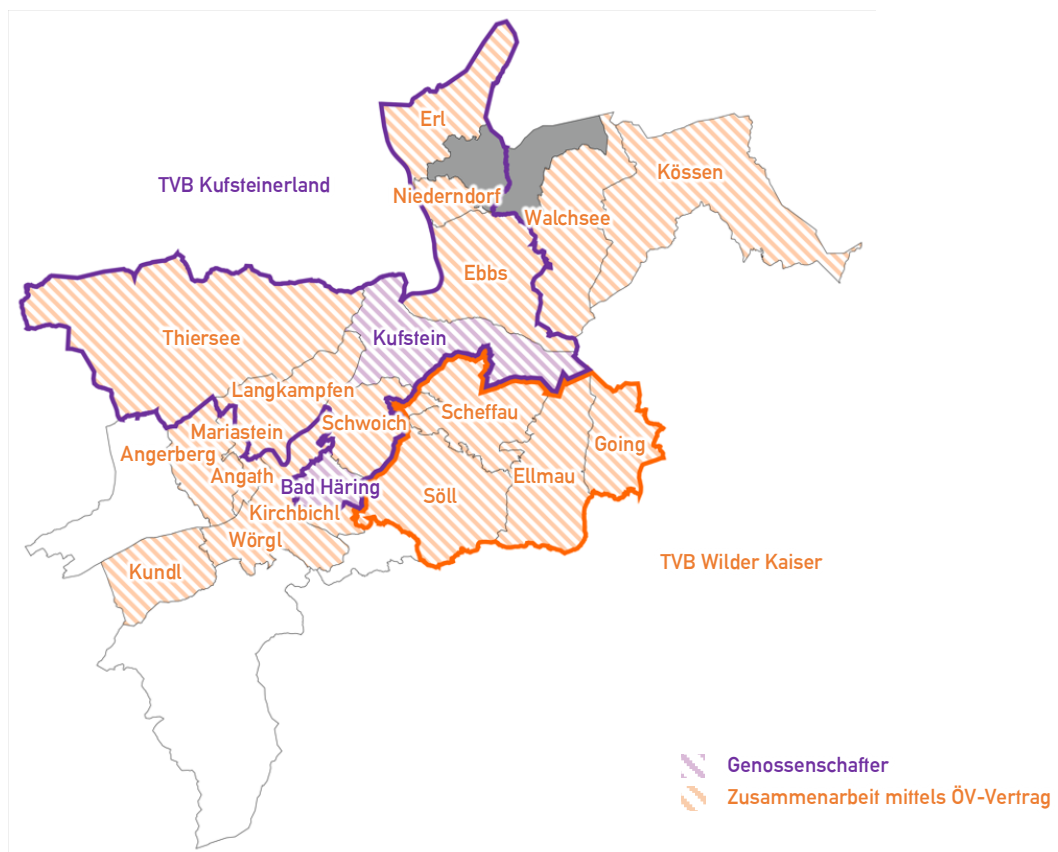 Erl
Kössen
TVB Kufsteinerland
Niederndorf
Walchsee
Ebbs
Thiersee
Kufstein
Langkampfen
Scheffau
Schwoich
Mariastein
Going
Angerberg
Angath
Ellmau
Bad Häring
Söll
Kirchbichl
Wörgl
TVB Wilder Kaiser
Kundl
Genossenschafter
Zusammenarbeit mittels ÖV-Vertrag